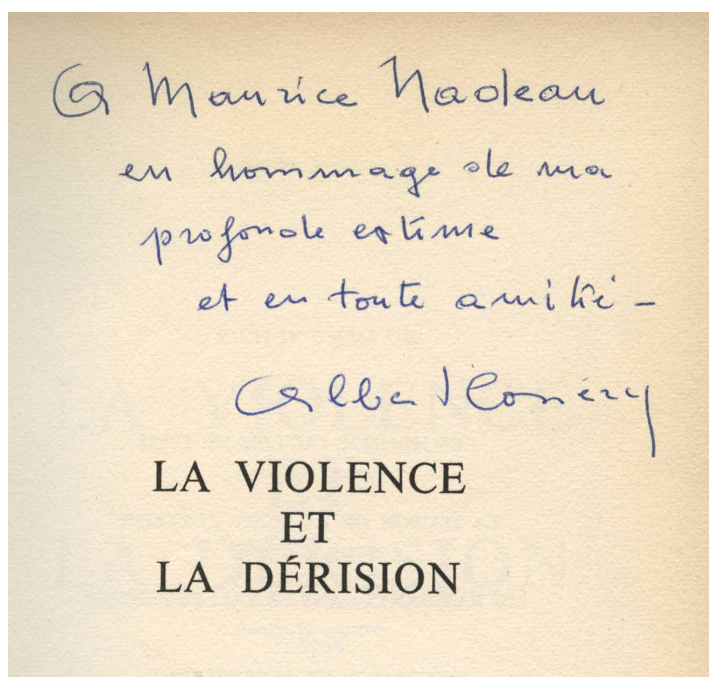 A Maurice Nadeau
en hommage de ma
profonde estime
et en toute amitié –
Albert Cossery
LA VIOLENCE
ET
LA DÉRISION